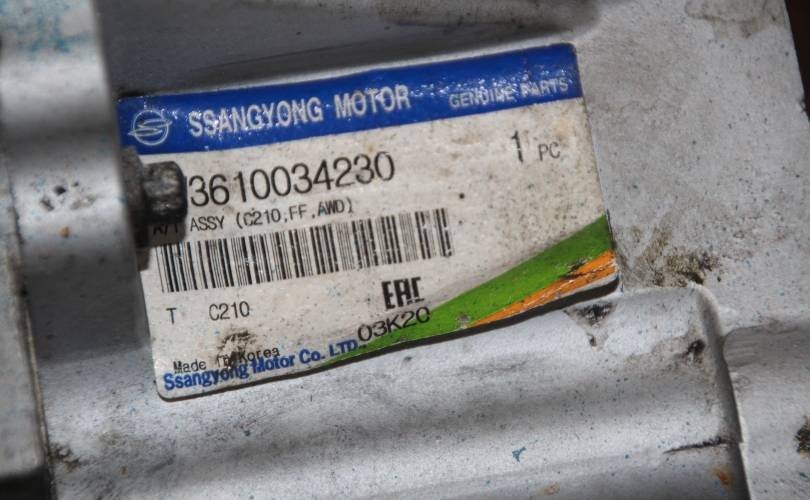 SSANGYONG MOTOR GENUINE PARTS
3610034230 1 PC
ASSY (C210,FF,AWD)
T C210
EAC
03K20
Made in Korea
Ssangyong Motor Co. LTD.